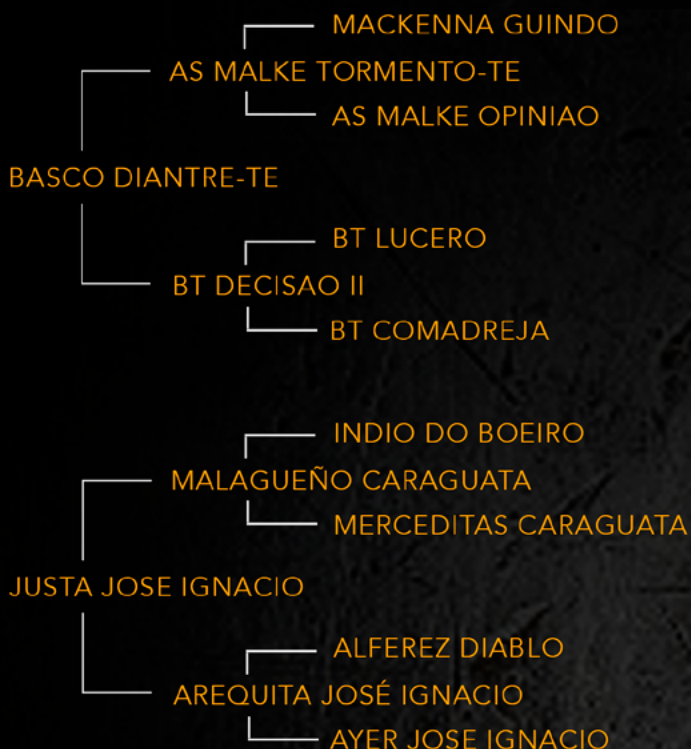 MACKENNA GUINDO
AS MALKE TORMENTO-TE
AS MALKE OPINIAO
BASCO DIANTRE-TE
BT LUCERO
BT DECISAO II
BT COMADREJA
INDIO DO BOEIRO
MALAGUEÑO CARAGUATA
MERCEDITAS CARAGUATA
JUSTA JOSE IGNACIO
ALFEREZ DIABLO
AREQUITA JOSÉ IGNACIO
AYER JOSE IGNACIO